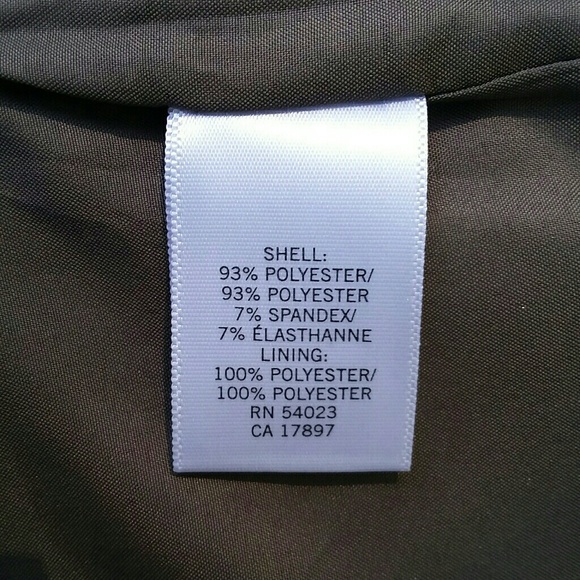 SHELL:
93% POLYESTER/
93% POLYESTER
7% SPANDEX/
7% ÉLASTHANNE
LINING:
100% POLYESTER/
100% POLYESTER
RN 54023
CA 17897